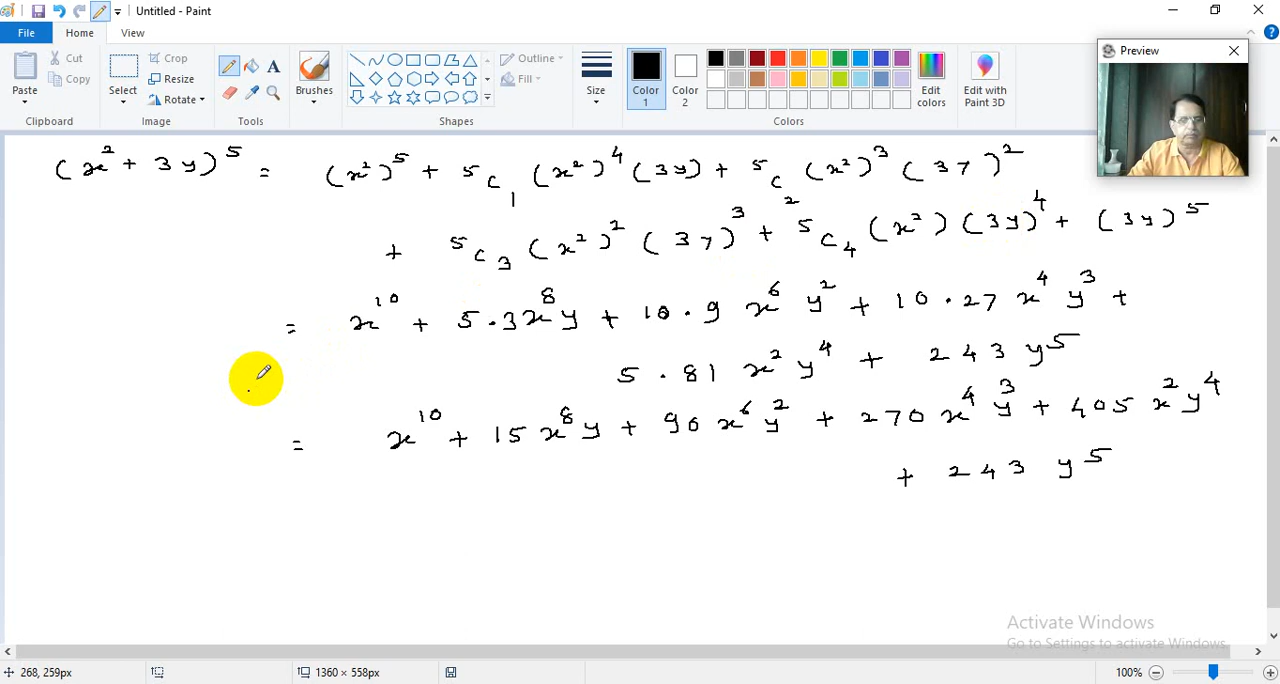 Untitled - Paint
File Home View
Preview
Cut
Copy
Paste
Clipboard
Crop
Resize
Rotate
Select
Image
Tools
Brushes
Outline
Fill
Shapes
Size
Color 1
Color 2
Edit colors
Edit with Paint 3D
Colors
(x² + 3y)⁵ = (x²)⁵ + ⁵C₁ (x²)⁴ (3y) + ⁵C₂ (x²)³ (3y)²
+ ⁵C₃ (x²)² (3y)³ + ⁵C₄ (x²) (3y)⁴ + (3y)⁵
= x¹⁰ + 5·3x⁸y + 10·9 x⁶ y² + 10·27 x⁴ y³ +
5·81 x² y⁴ + 243 y⁵
= x¹⁰ + 15 x⁸ y + 90 x⁶ y² + 270 x⁴ y³ + 405 x² y⁴
+ 243 y⁵
Activate Windows
Go to Settings to activate Windows.
268, 259px
1360 × 558px
100%